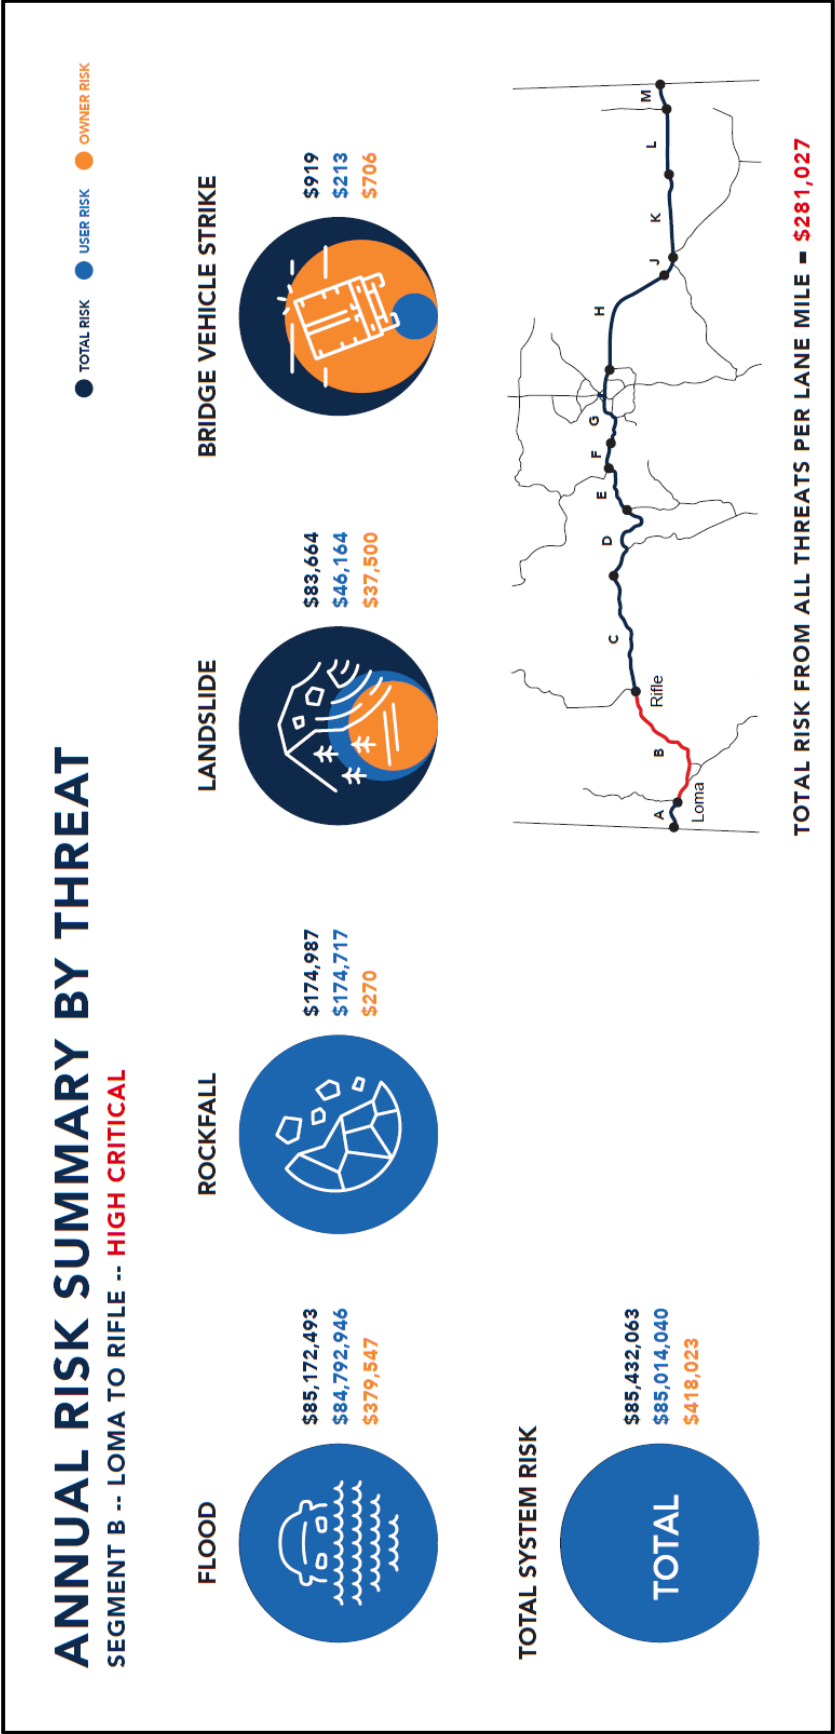 ANNUAL RISK SUMMARY BY THREAT
SEGMENT B -- LOMA TO RIFLE -- HIGH CRITICAL
TOTAL RISK
USER RISK
OWNER RISK
FLOOD
$85,172,493
$84,792,946
$379,547
ROCKFALL
$174,987
$174,717
$270
LANDSLIDE
$83,664
$46,164
$37,500
BRIDGE VEHICLE STRIKE
$919
$213
$706
TOTAL SYSTEM RISK
TOTAL
$85,432,063
$85,014,040
$418,023
A
Loma
B
Rifle
C
D
E
F
G
H
J
K
L
M
TOTAL RISK FROM ALL THREATS PER LANE MILE = $281,027